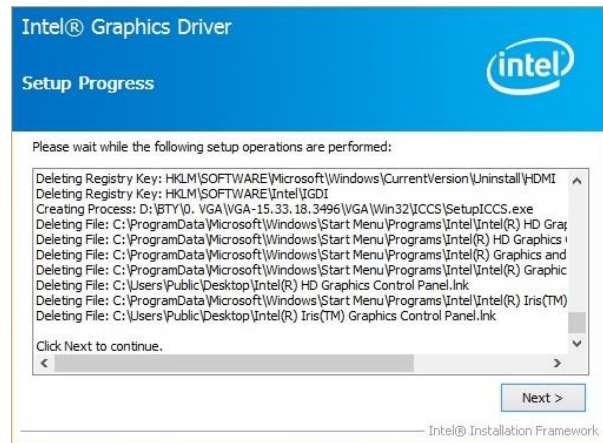 Intel® Graphics Driver
Setup Progress
intel
Please wait while the following setup operations are performed:
Deleting Registry Key: HKLM\SOFTWARE\Microsoft\Windows\CurrentVersion\Uninstall\HDMI
Deleting Registry Key: HKLM\SOFTWARE\Intel\IGDI
Creating Process: D:\BTY\0. VGA\VGA-15.33.18.3496\VGA\Win32\ICCS\SetupICCS.exe
Deleting File: C:\ProgramData\Microsoft\Windows\Start Menu\Programs\Intel\Intel(R) HD Grap
Deleting File: C:\ProgramData\Microsoft\Windows\Start Menu\Programs\Intel(R) HD Graphics
Deleting File: C:\ProgramData\Microsoft\Windows\Start Menu\Programs\Intel(R) Graphics and
Deleting File: C:\ProgramData\Microsoft\Windows\Start Menu\Programs\Intel\Intel(R) Graphic
Deleting File: C:\Users\Public\Desktop\Intel(R) HD Graphics Control Panel.lnk
Deleting File: C:\ProgramData\Microsoft\Windows\Start Menu\Programs\Intel\Intel(R) Iris(TM)
Deleting File: C:\Users\Public\Desktop\Intel(R) Iris(TM) Graphics Control Panel.lnk
Click Next to continue.
Next >
Intel® Installation Framework